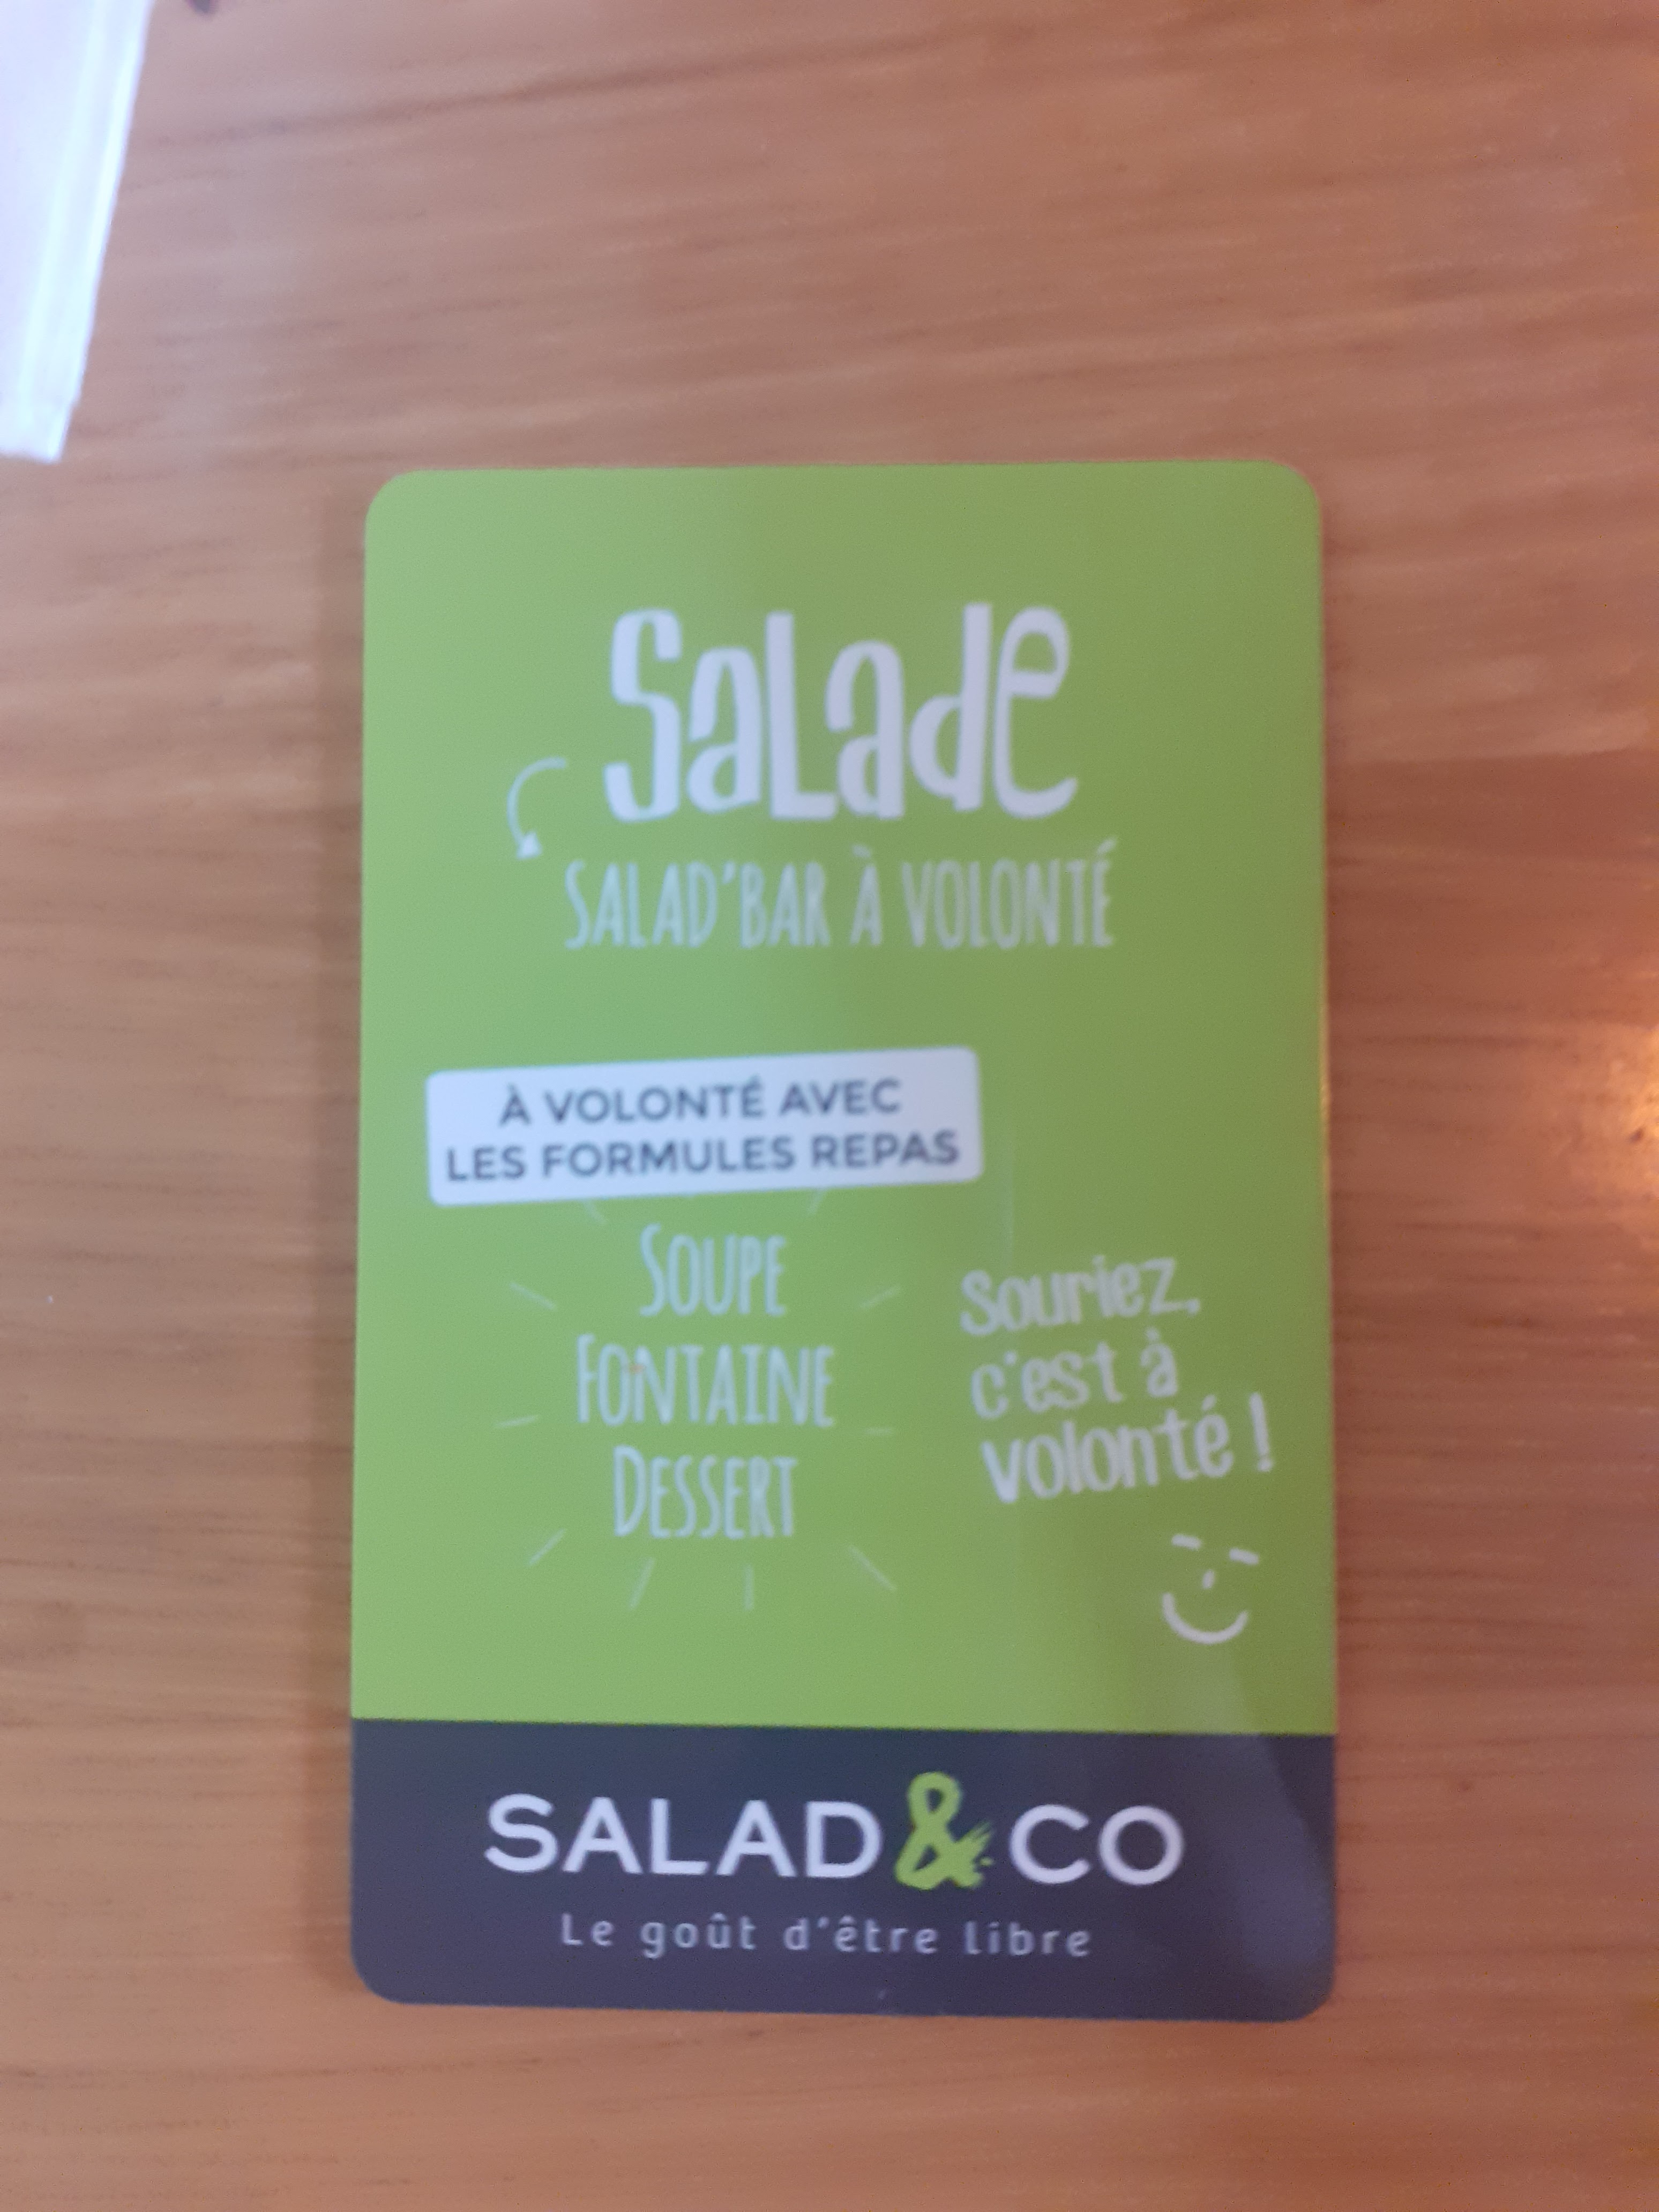 Salade
SALAD'BAR À VOLONTÉ
À VOLONTÉ AVEC
LES FORMULES REPAS
SOUPE
FONTAINE
DESSERT
Souriez,
c'est à
volonté !
SALAD&CO
Le goût d'être libre